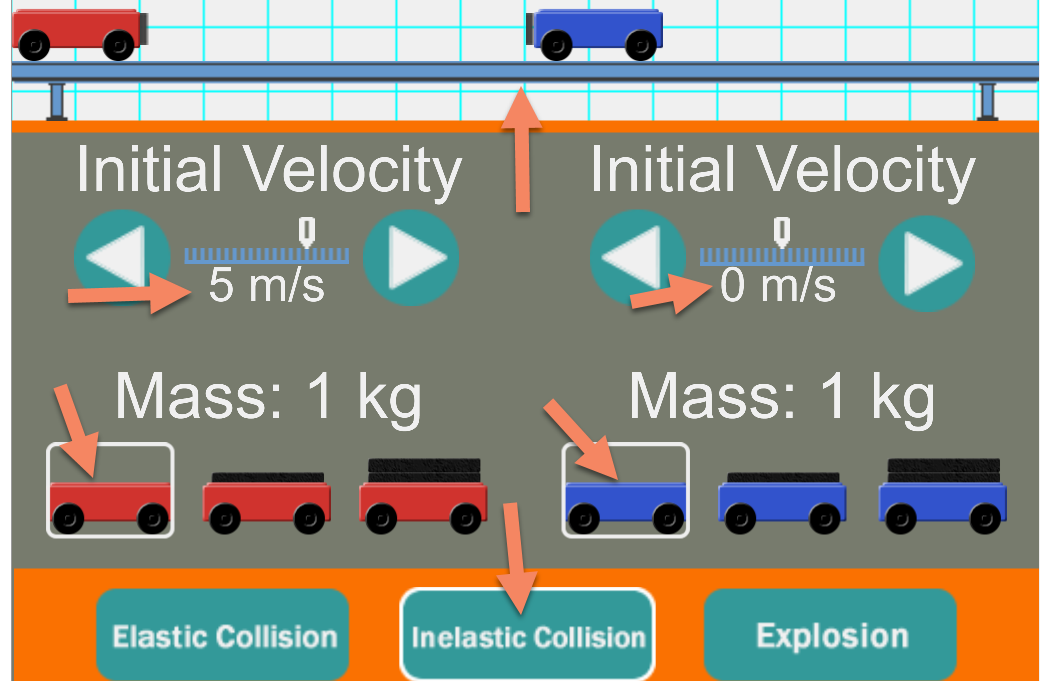 Initial Velocity Initial Velocity
5 m/s 0 m/s
Mass: 1 kg Mass: 1 kg
Elastic Collision Inelastic Collision Explosion